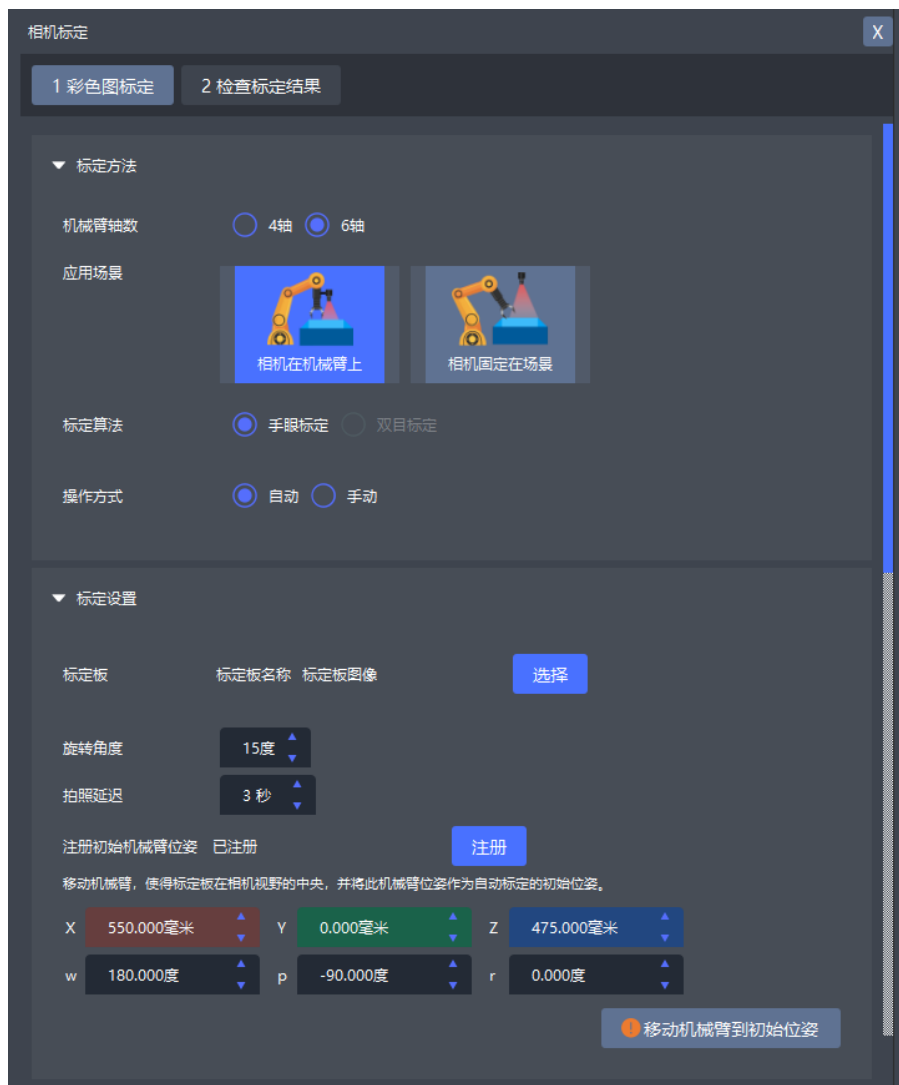 相机标定 X
1 彩色图标定 2 检查标定结果
标定方法
机械臂轴数 4轴 6轴
应用场景
相机在机械臂上 相机固定在场景
标定算法 手眼标定 双目标定
操作方式 自动 手动
标定设置
标定板 标定板名称 标定板图像 选择
旋转角度 15度
拍照延迟 3 秒
注册初始机械臂位姿 已注册 注册
移动机械臂，使得标定板在相机视野的中央，并将此机械臂位姿作为自动标定的初始位姿。
X 550.000毫米 Y 0.000毫米 Z 475.000毫米
w 180.000度 p -90.000度 r 0.000度
! 移动机械臂到初始位姿